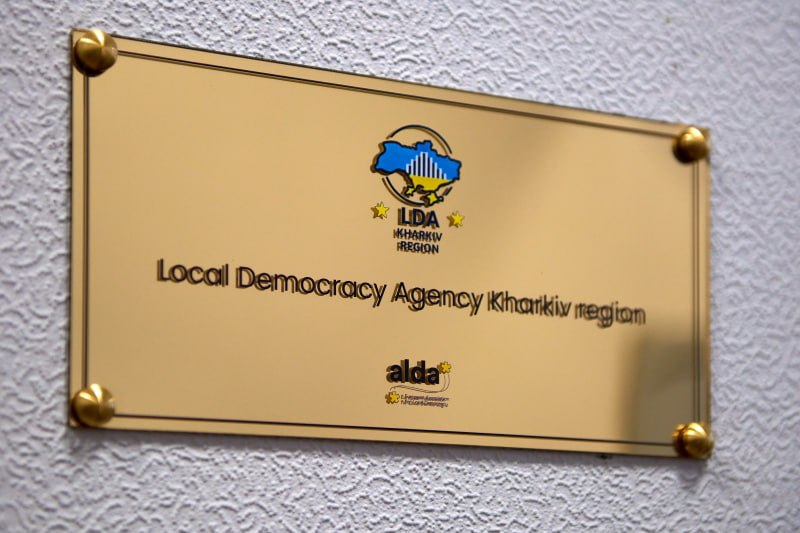 LDA
KHARKIV
REGION
Local Democracy Agency Kharkiv region
alda